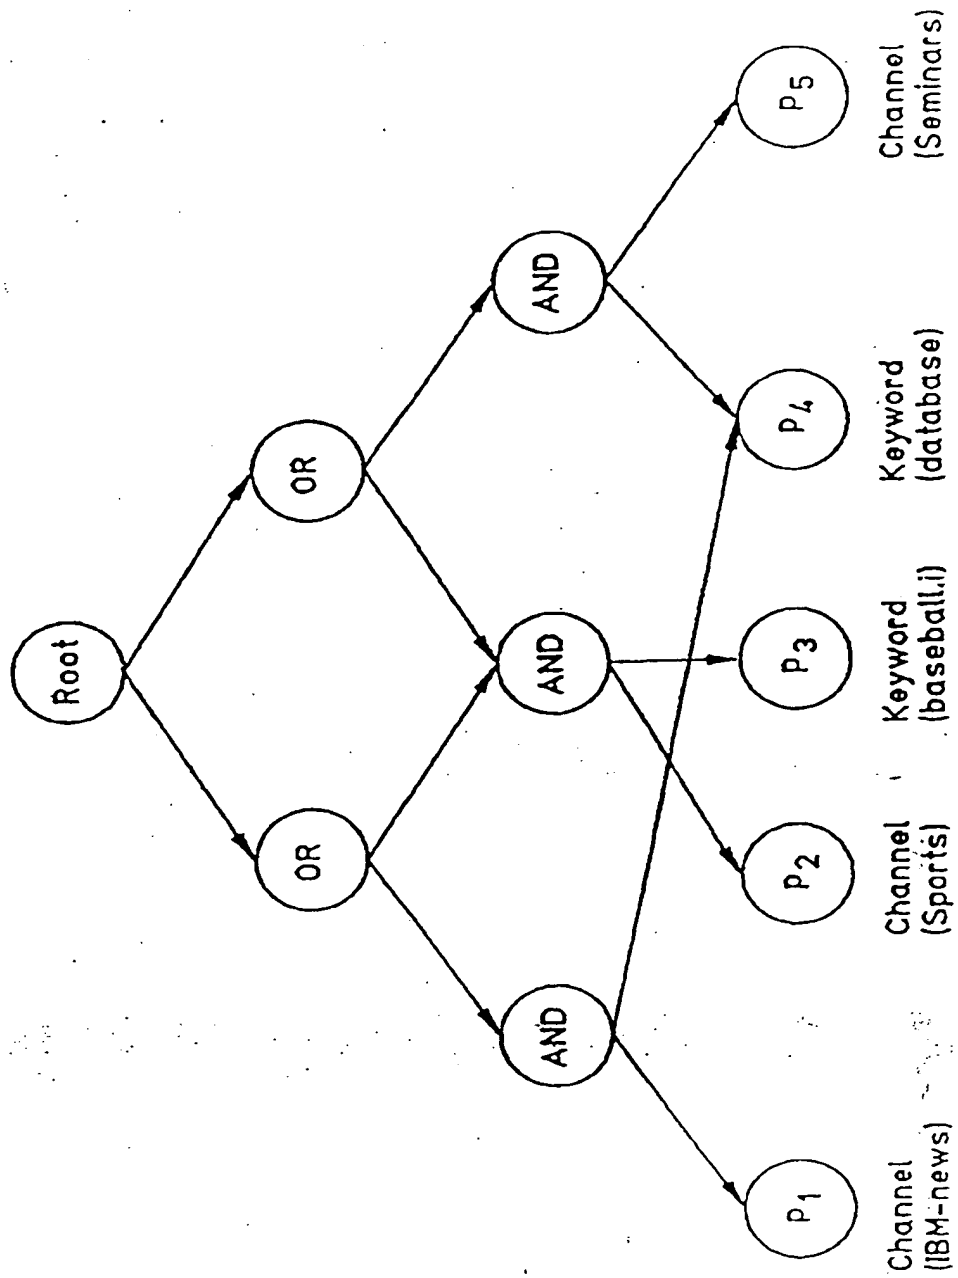 Root
OR
OR
AND
AND
AND
P1
P2
P3
P4
P5
Channel
(IBM-news)
Channel
(Sports)
Keyword
(baseball.i)
Keyword
(database)
Channel
(Seminars)